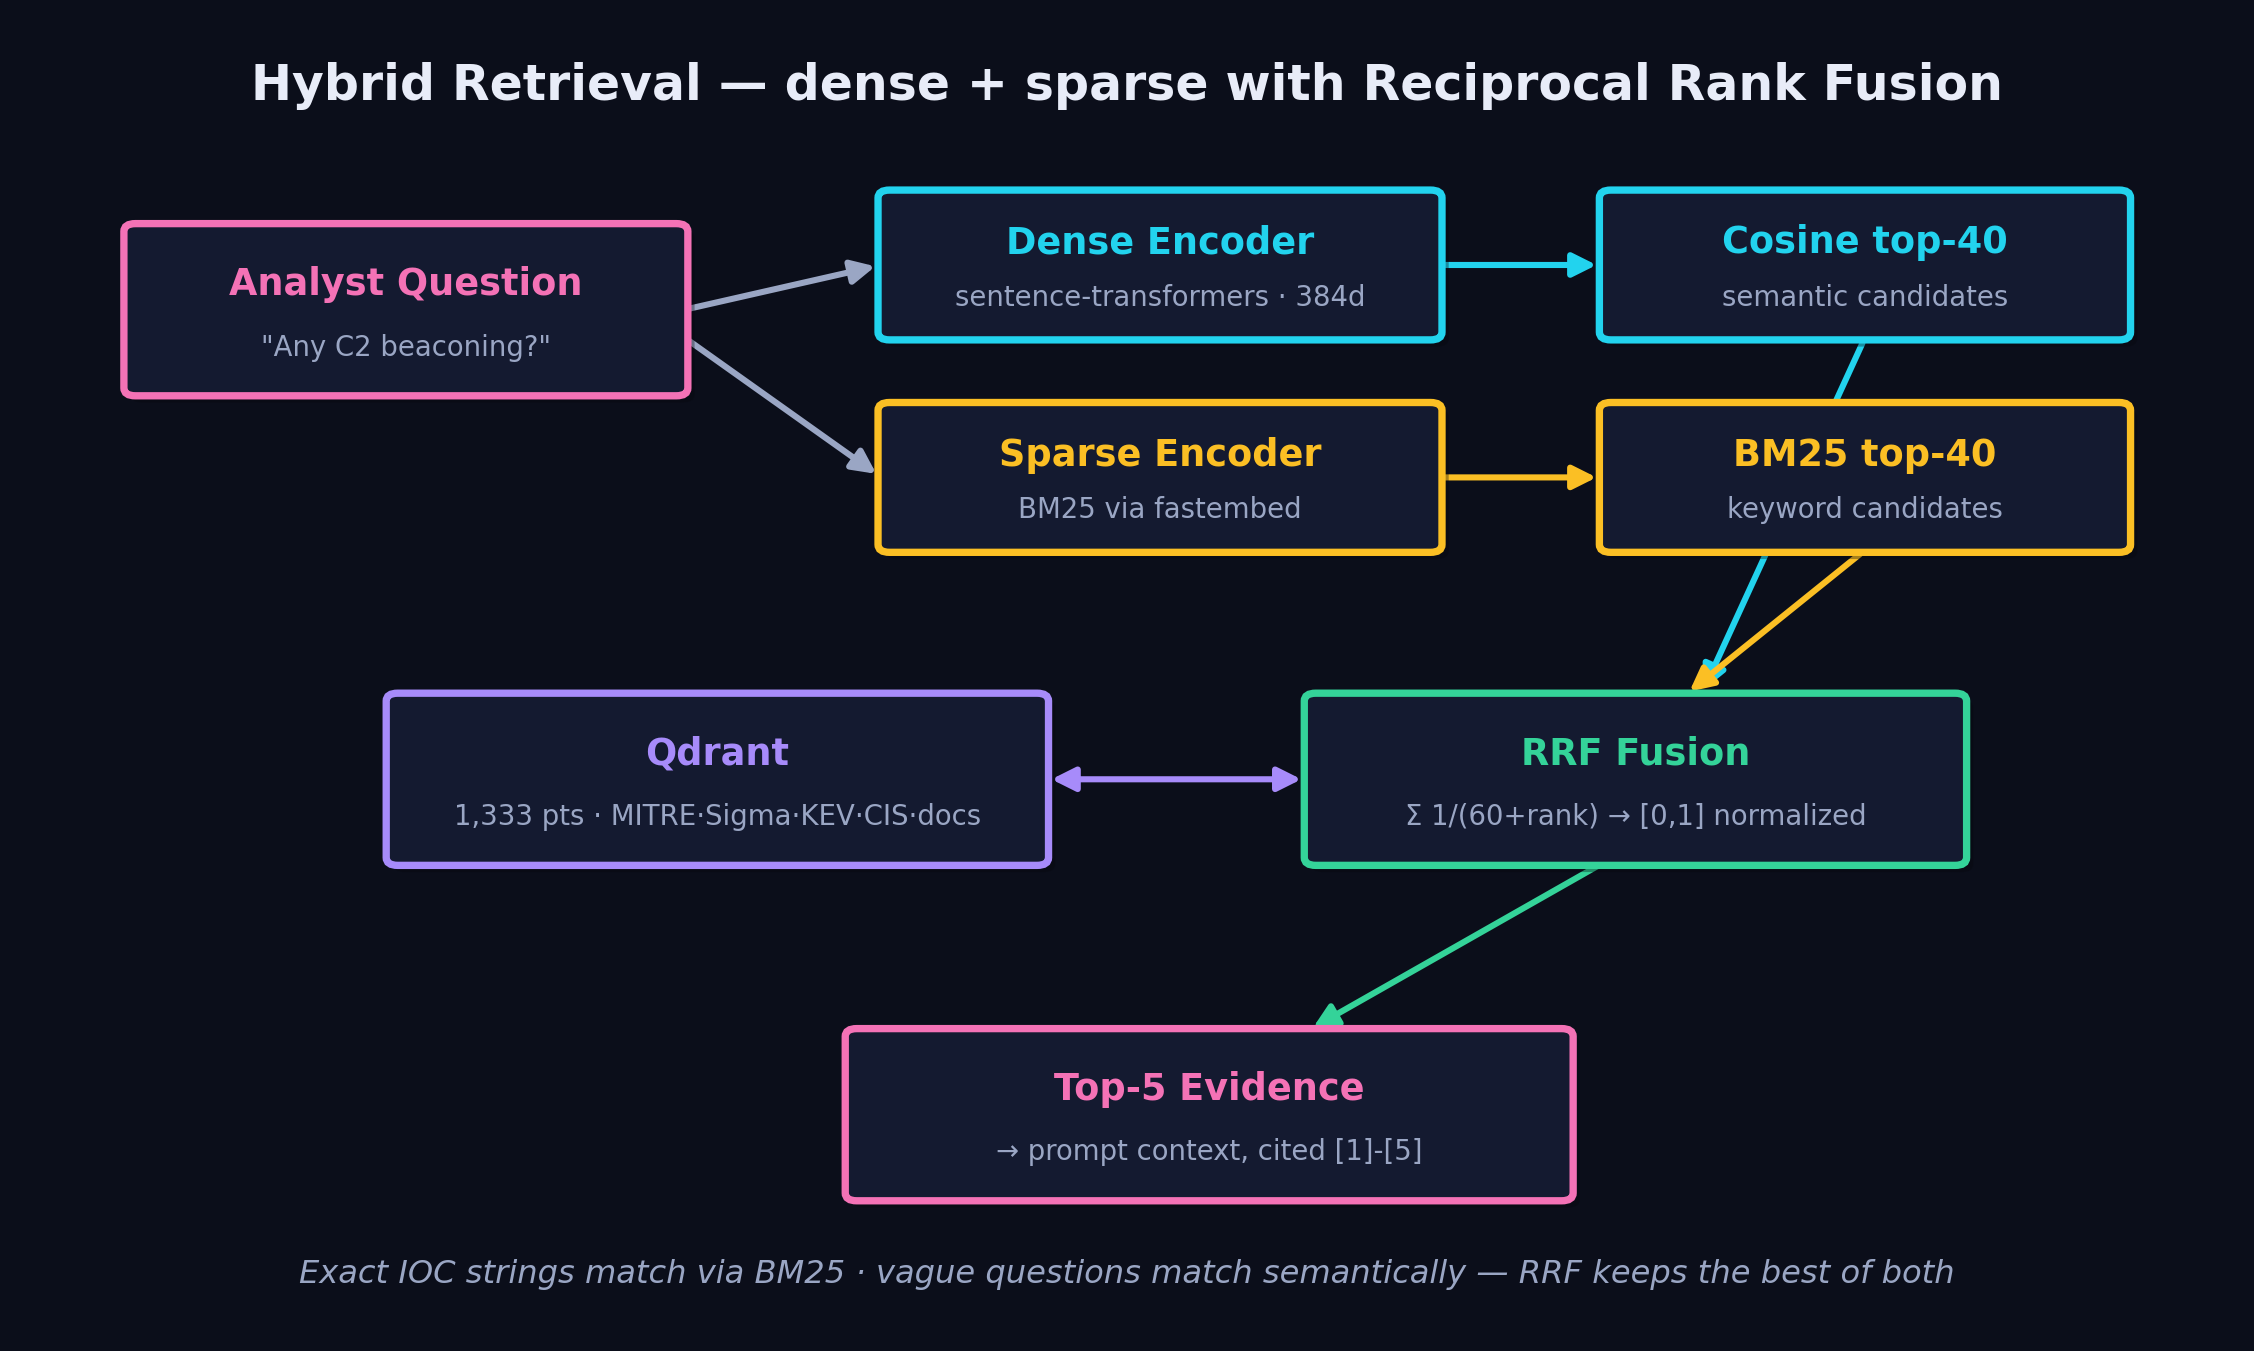 Hybrid Retrieval — dense + sparse with Reciprocal Rank Fusion
Analyst Question
"Any C2 beaconing?"
Dense Encoder
sentence-transformers · 384d
Cosine top-40
semantic candidates
Sparse Encoder
BM25 via fastembed
BM25 top-40
keyword candidates
Qdrant
1,333 pts · MITRE·Sigma·KEV·CIS·docs
RRF Fusion
Σ 1/(60+rank) → [0,1] normalized
Top-5 Evidence
→ prompt context, cited [1]-[5]
Exact IOC strings match via BM25 · vague questions match semantically — RRF keeps the best of both